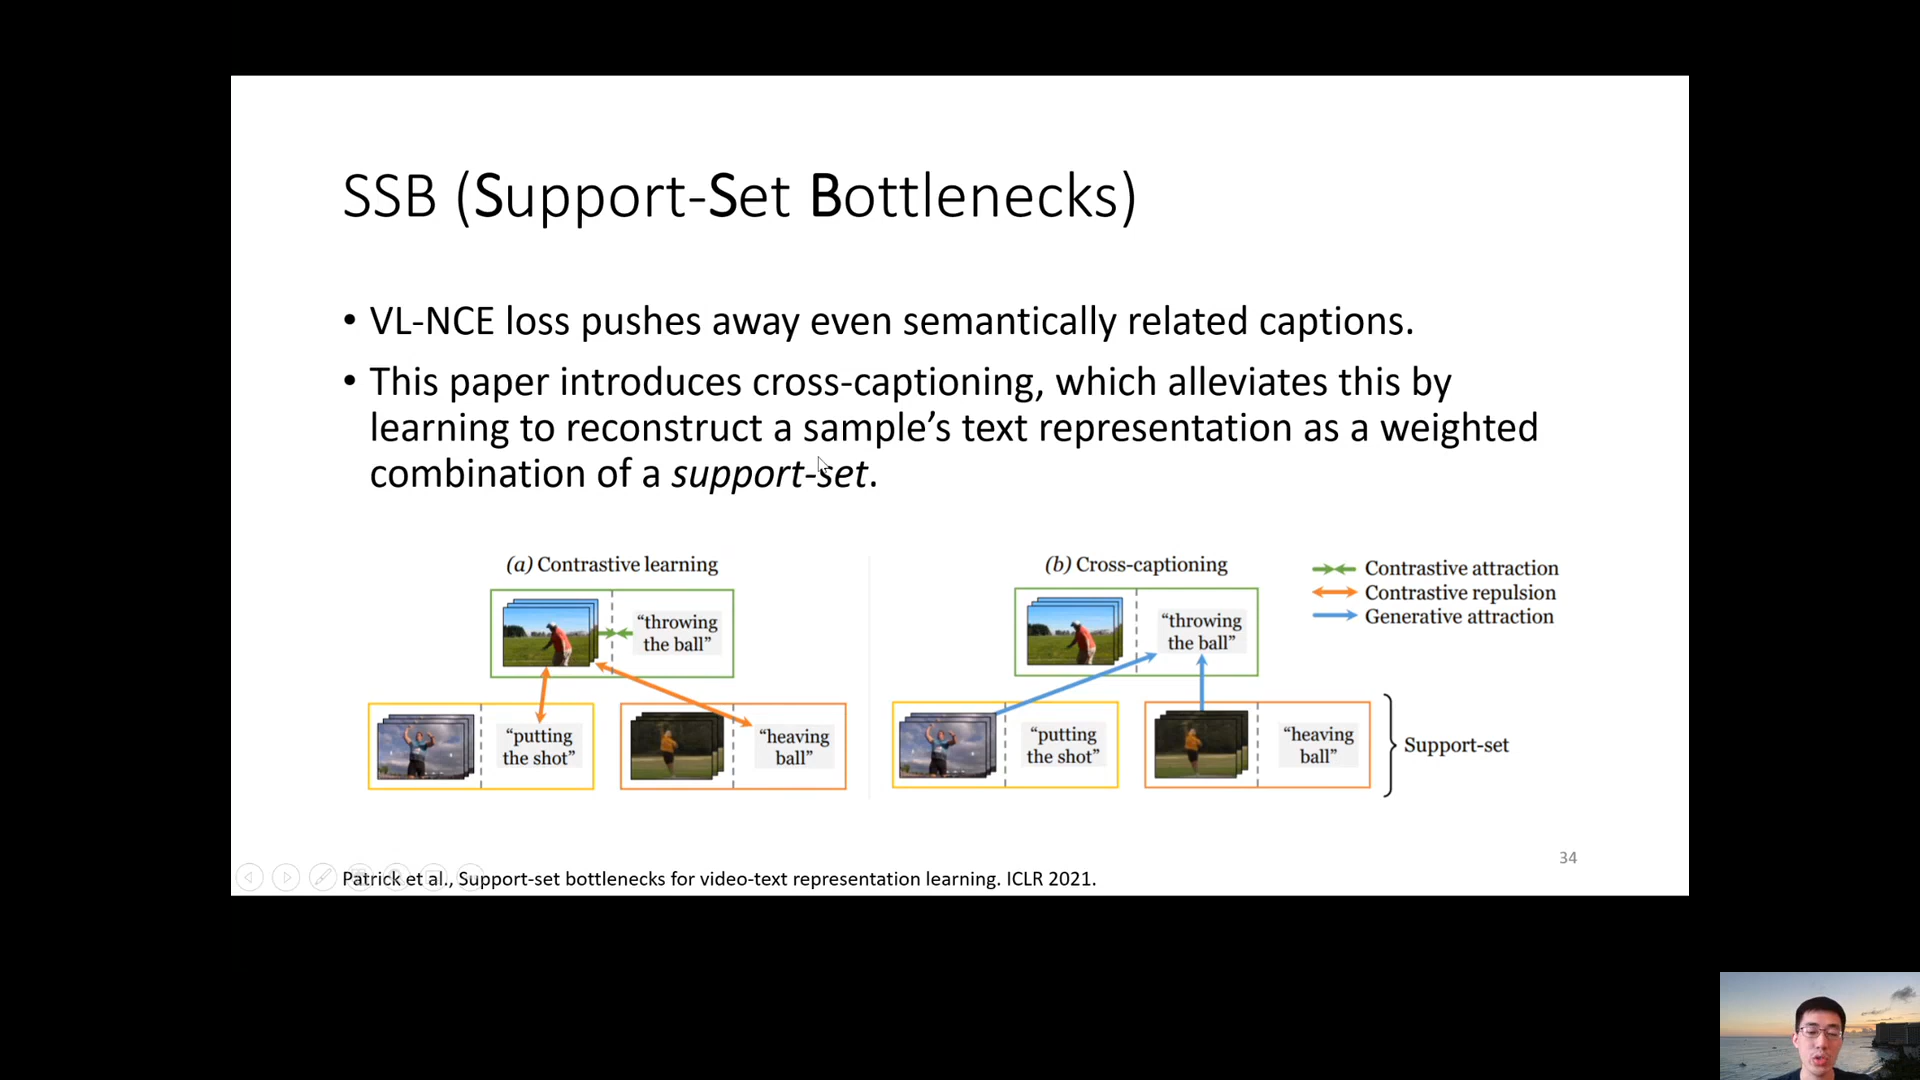 SSB (Support-Set Bottlenecks)
• VL-NCE loss pushes away even semantically related captions.
• This paper introduces cross-captioning, which alleviates this by
learning to reconstruct a sample’s text representation as a weighted
combination of a support-set.
(a) Contrastive learning
“throwing
the ball”
“putting
the shot”
“heaving
ball”
(b) Cross-captioning
“throwing
the ball”
“putting
the shot”
“heaving
ball”
Contrastive attraction
Contrastive repulsion
Generative attraction
Support-set
34
Patrick et al., Support-set bottlenecks for video-text representation learning. ICLR 2021.